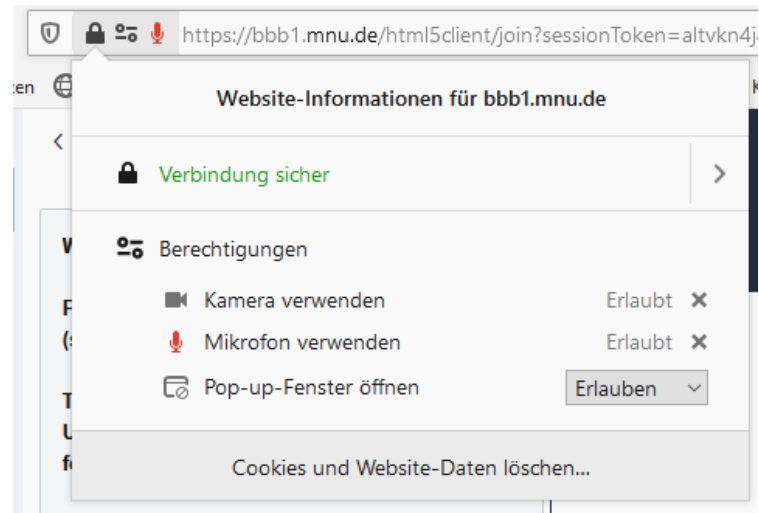 https://bbb1.mnu.de/html5client/join?sessionToken=altvkn4j
en
Website-Informationen für bbb1.mnu.de
Verbindung sicher
Berechtigungen
Kamera verwenden Erlaubt
Mikrofon verwenden Erlaubt
Pop-up-Fenster öffnen Erlauben
Cookies und Website-Daten löschen...